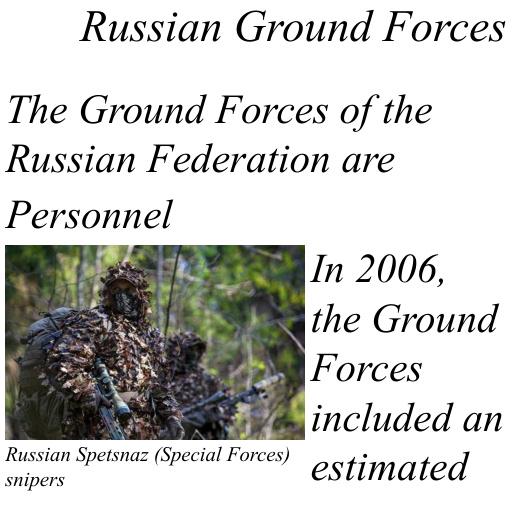 Russian Ground Forces
The Ground Forces of the
Russian Federation are
Personnel
In 2006,
the Ground
Forces
included an
estimated
Russian Spetsnaz (Special Forces)
snipers